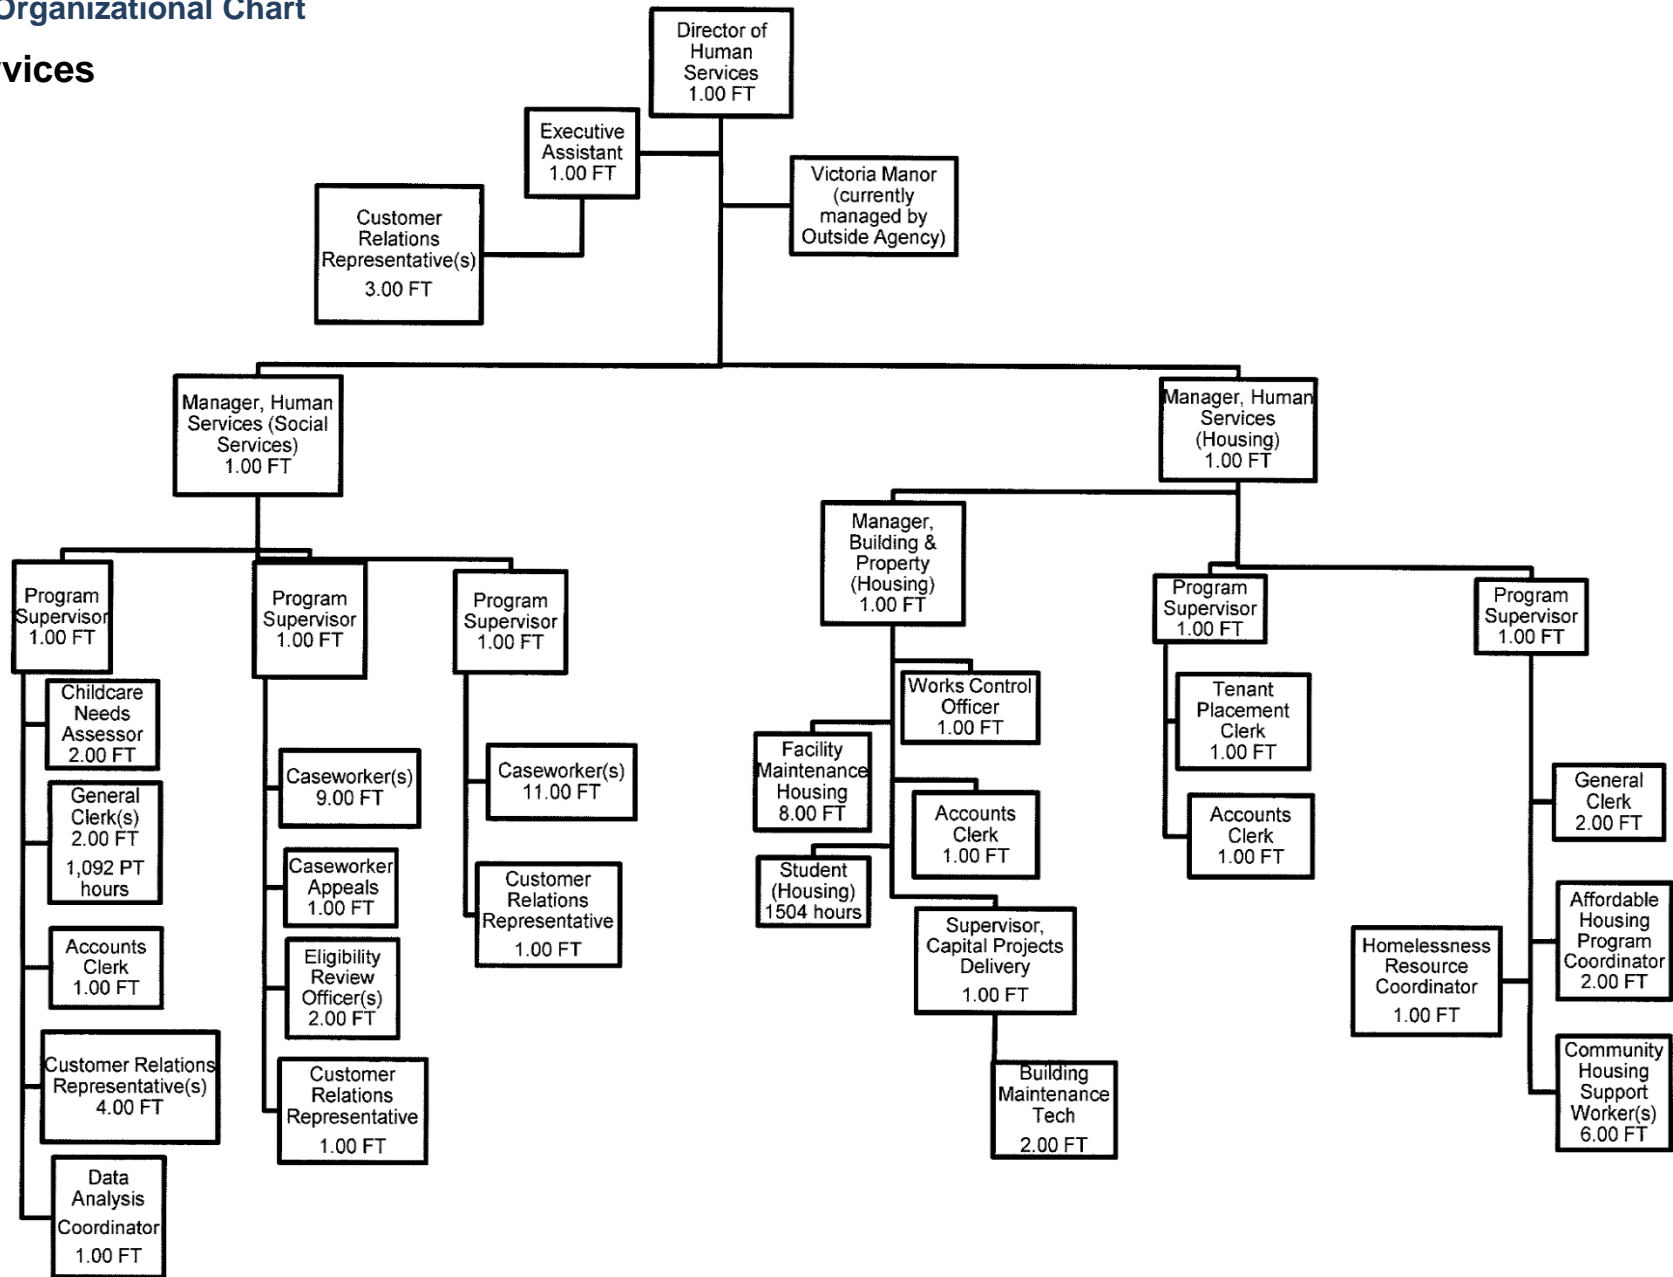 Organizational Chart
rvices
Director of
Human
Services
1.00 FT
Executive
Assistant
1.00 FT
Victoria Manor
(currently
managed by
Outside Agency)
Customer
Relations
Representative(s)
3.00 FT
Manager, Human
Services (Social
Services)
1.00 FT
Manager, Human
Services
(Housing)
1.00 FT
Program
Supervisor
1.00 FT
Childcare
Needs
Assessor
2.00 FT
General
Clerk(s)
2.00 FT
1,092 PT
hours
Accounts
Clerk
1.00 FT
Customer Relations
Representative(s)
4.00 FT
Data
Analysis
Coordinator
1.00 FT
Program
Supervisor
1.00 FT
Caseworker(s)
9.00 FT
Caseworker
Appeals
1.00 FT
Eligibility
Review
Officer(s)
2.00 FT
Customer
Relations
Representative
1.00 FT
Program
Supervisor
1.00 FT
Caseworker(s)
11.00 FT
Customer
Relations
Representative
1.00 FT
Manager,
Building &
Property
(Housing)
1.00 FT
Works Control
Officer
1.00 FT
Facility
Maintenance
Housing
8.00 FT
Accounts
Clerk
1.00 FT
Student
(Housing)
1504 hours
Supervisor,
Capital Projects
Delivery
1.00 FT
Building
Maintenance
Tech
2.00 FT
Program
Supervisor
1.00 FT
Tenant
Placement
Clerk
1.00 FT
Accounts
Clerk
1.00 FT
Program
Supervisor
1.00 FT
General
Clerk
2.00 FT
Affordable
Housing
Program
Coordinator
2.00 FT
Homelessness
Resource
Coordinator
1.00 FT
Community
Housing
Support
Worker(s)
6.00 FT